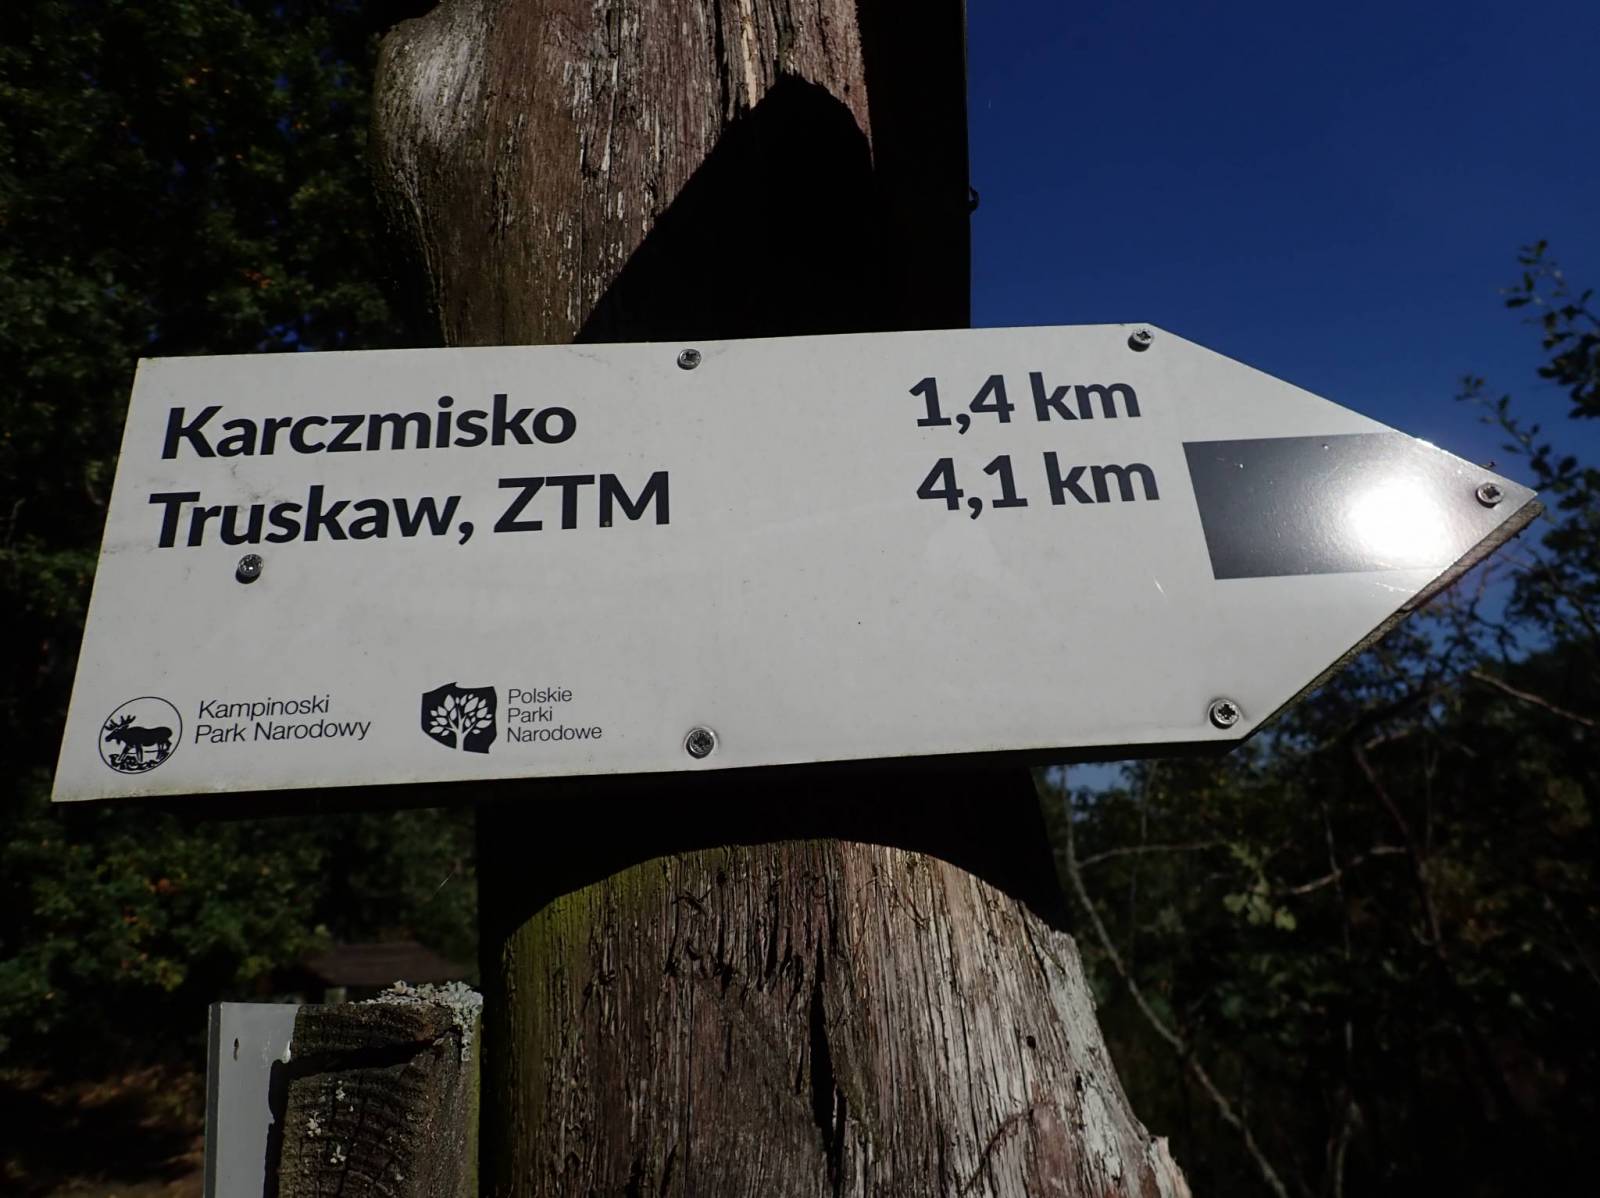 Karczmisko 1,4 km
Truskaw, ZTM 4,1 km
Kampinoski
Park Narodowy
Polskie
Parki
Narodowe